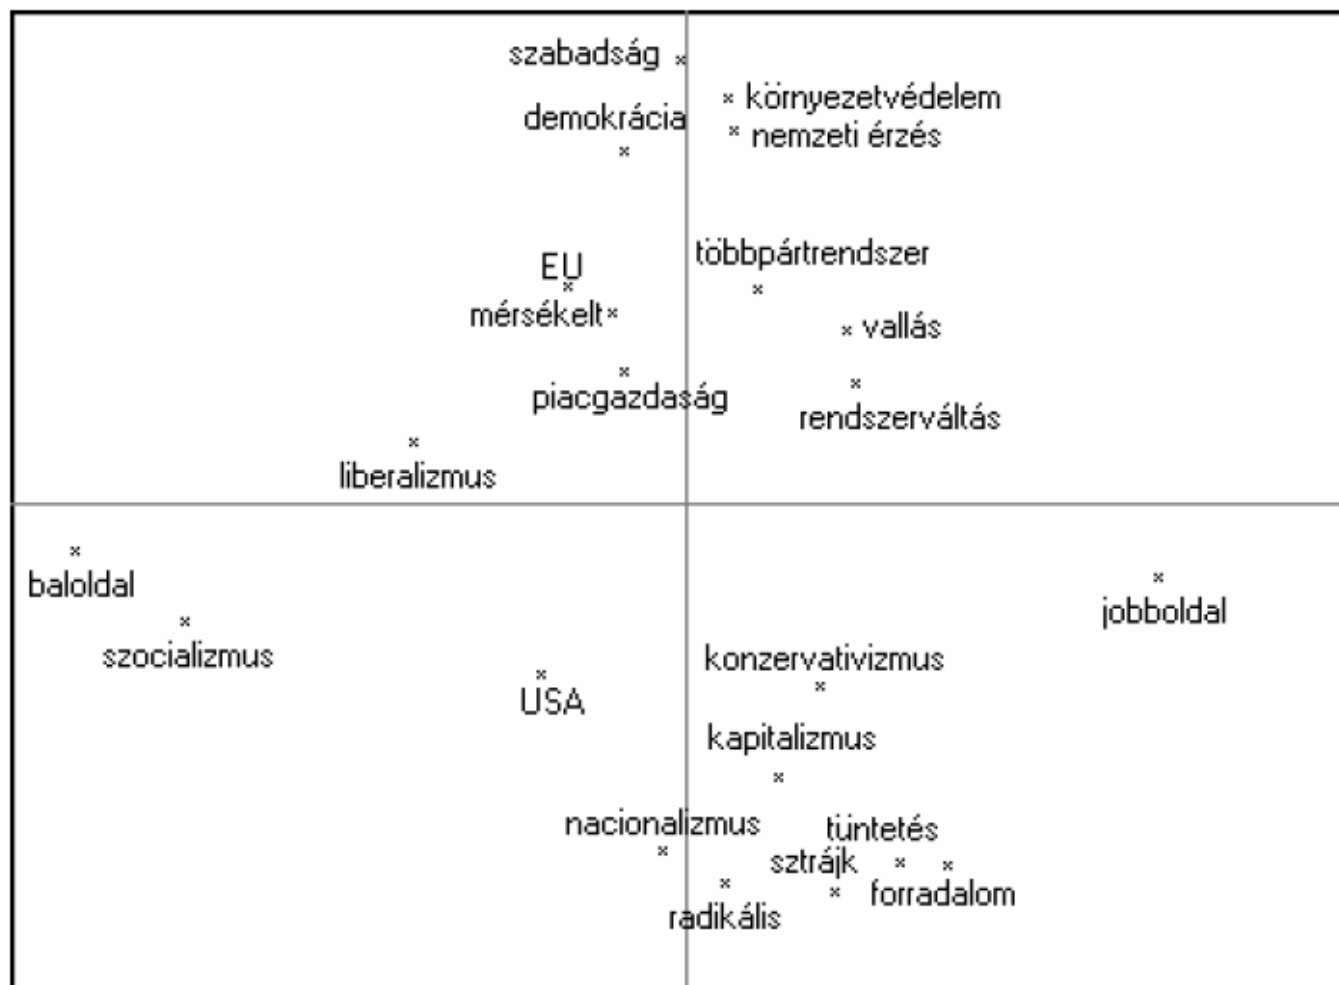 szabadság
környezetvédelem
demokrácia
nemzeti érzés
többpártrendszer
EU
mérsékelt
vallás
piacgazdaság
rendszerváltás
liberalizmus
baloldal
jobboldal
szocializmus
konzervativizmus
USA
kapitalizmus
nacionalizmus
tüntetés
sztrájk
forradalom
radikális